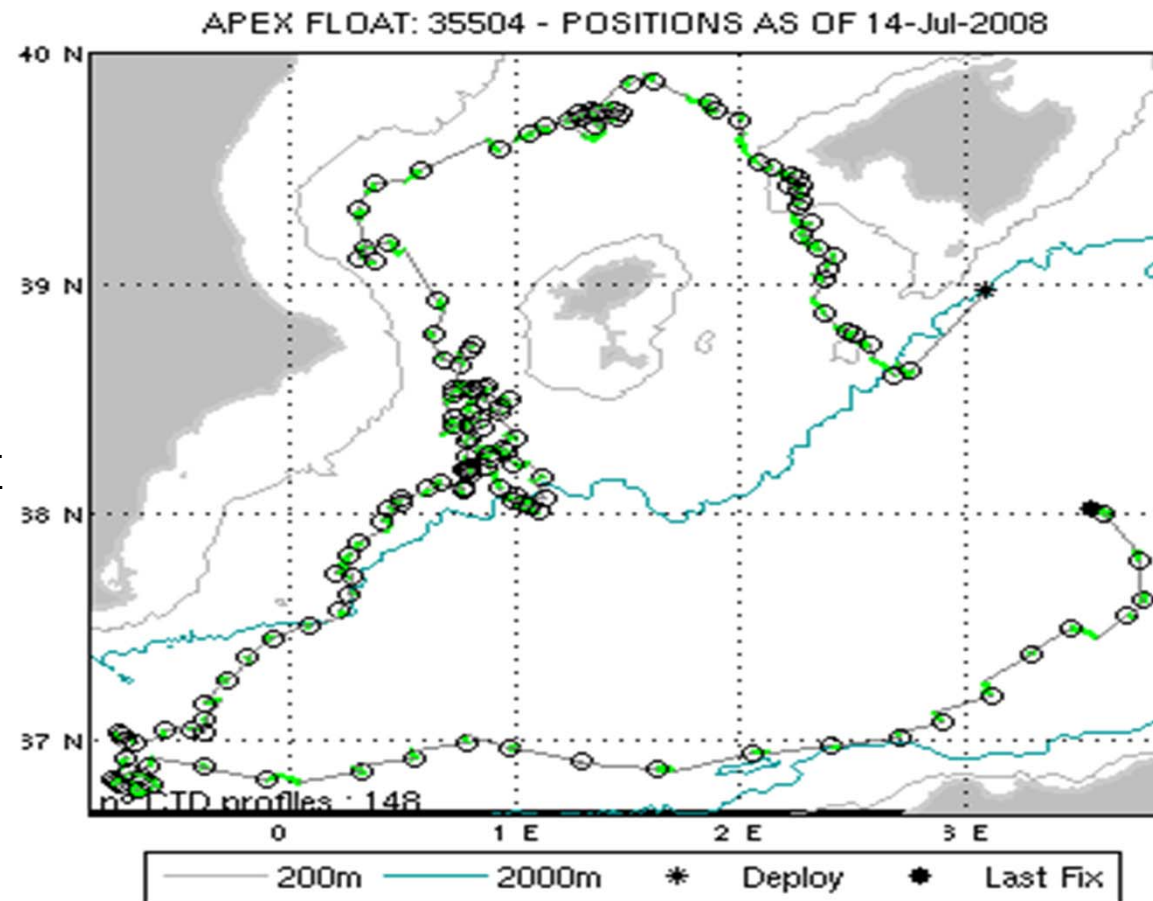 APEX FLOAT: 35504 - POSITIONS AS OF 14-Jul-2008
40 N
39 N
38 N
37 N
n° CTD profiles : 148
0
1 E
2 E
3 E
200m
2000m
Deploy
Last Fix